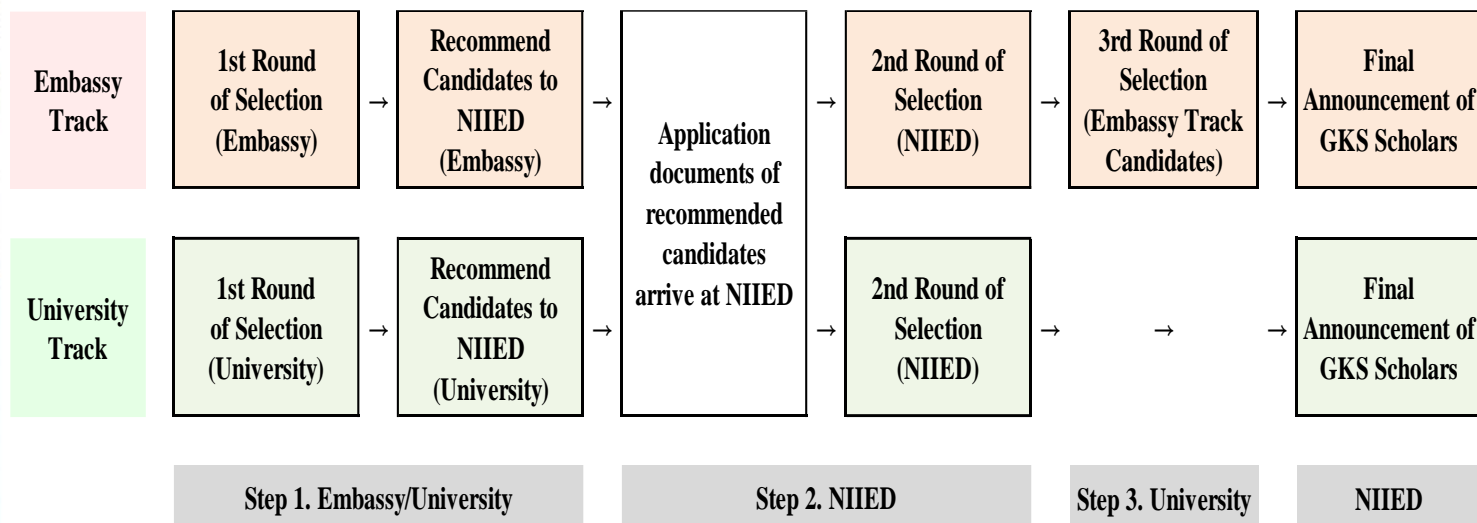 Embassy
Track
1st Round
of Selection
(Embassy)
→
Recommend
Candidates to
NIIED
(Embassy)
→
Application
documents of
recommended
candidates
arrive at NIIED
→
2nd Round of
Selection
(NIIED)
→
3rd Round of
Selection
(Embassy Track
Candidates)
→
Final
Announcement of
GKS Scholars
University
Track
1st Round
of Selection
(University)
→
Recommend
Candidates to
NIIED
(University)
→
→
2nd Round of
Selection
(NIIED)
→
→
→
Final
Announcement of
GKS Scholars
Step 1. Embassy/University
Step 2. NIIED
Step 3. University
NIIED